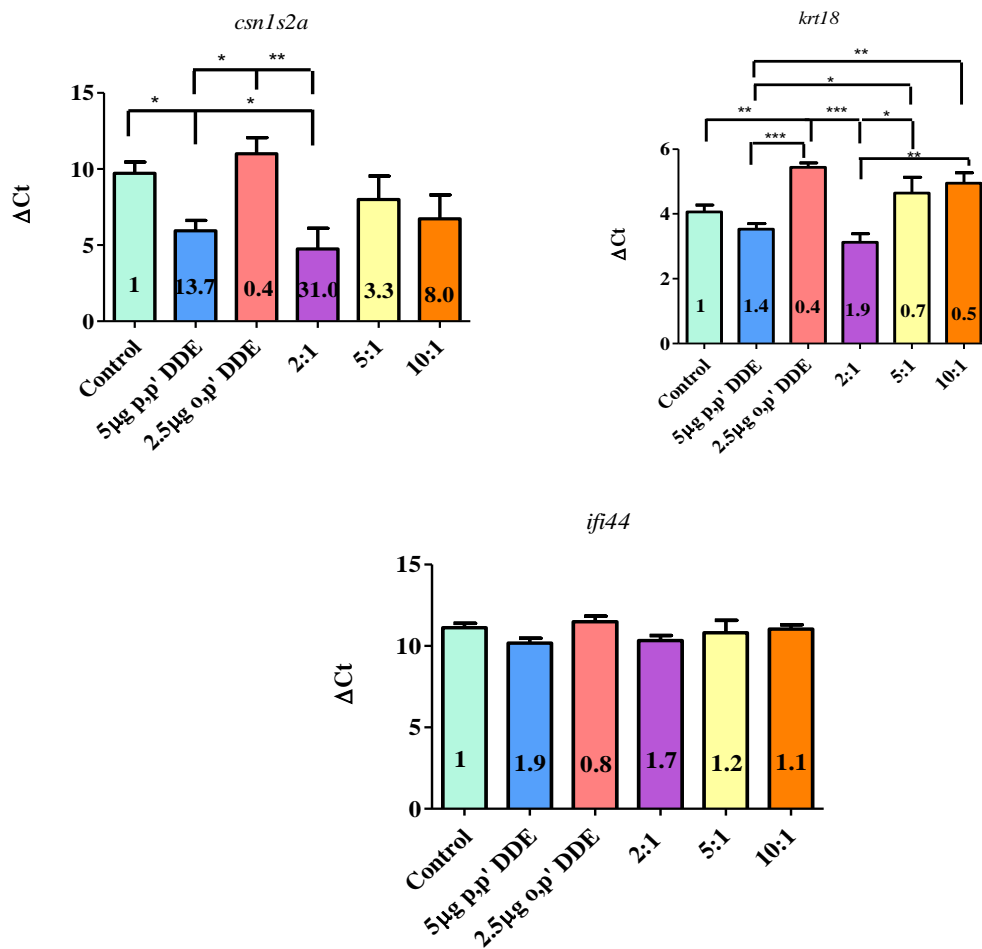 csn1s2a
* **
* *
15
10
5
0
ΔCt
1 13.7 0.4 31.0 3.3 8.0
Control 5µg p,p' DDE 2.5µg o,p' DDE 2:1 5:1 10:1
krt18
**
*
** *** *
*** **
6
4
2
0
ΔCt
1 1.4 0.4 1.9 0.7 0.5
Control 5µg p,p' DDE 2.5µg o,p' DDE 2:1 5:1 10:1
ifi44
15
10
5
0
ΔCt
1 1.9 0.8 1.7 1.2 1.1
Control 5µg p,p' DDE 2.5µg o,p' DDE 2:1 5:1 10:1